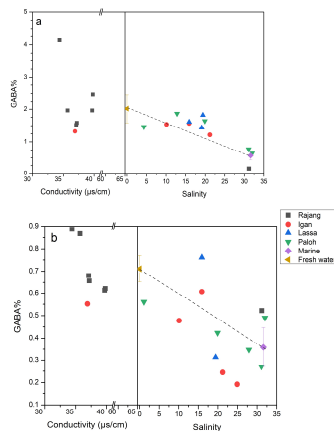 a
5
4
3
2
1
0
GABA%
30 35 40 60 65
0 5 10 15 20 25 30 35
Conductivity (µs/cm) Salinity
Rajang
Igan
Lassa
Paloh
Marine
Fresh water
b
0.9
0.8
0.7
0.6
0.5
0.4
0.3
0.2
0.1
GABA%
30 35 40 60 65
0 5 10 15 20 25 30 35
Conductivity (µs/cm) Salinity